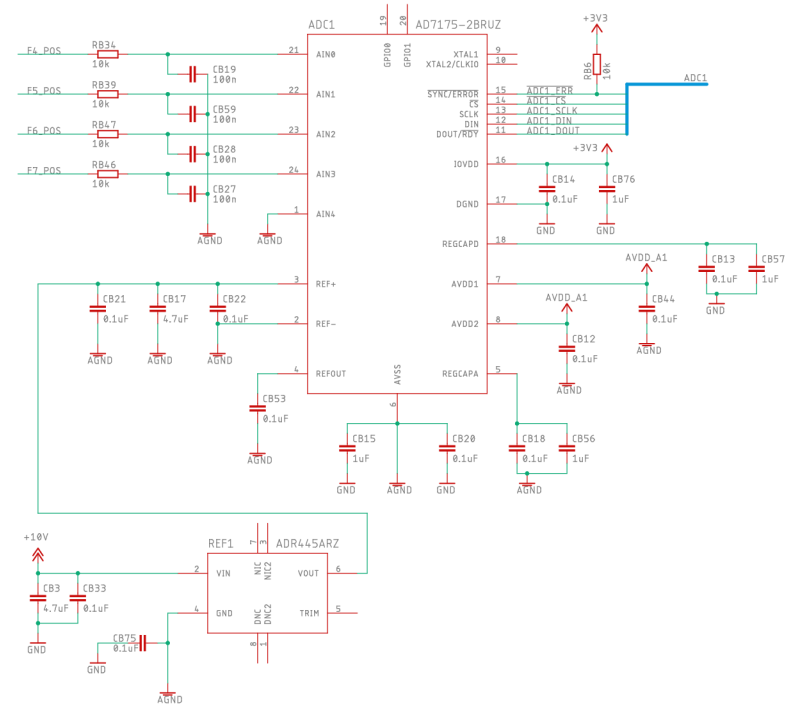 ADC1 AD7175-2BRUZ
19 20
GPIO0 GPIO1
+3V3
RB6
10k
ADC1
F4_POS RB34 10k 21 AIN0
CB19
100n
F5_POS RB39 10k 22 AIN1
CB59
100n
F6_POS RB47 10k 23 AIN2
CB28
100n
F7_POS RB46 10k 24 AIN3
CB27
100n
1 AIN4
AGND AGND
XTAL1 9
XTAL2/CLKIO 10
SYNC/ERROR 15 ADC1_ERR
CS 14 ADC1_CS
SCLK 13 ADC1_SCLK
DIN 12 ADC1_DIN
DOUT/RDY 11 ADC1_DOUT
+3V3
IOVDD 16
CB14 CB76
0.1uF 1uF
DGND 17
GND GND
REGCAPD 18
CB13 CB57
0.1uF 1uF
GND
AVDD_A1
AVDD1 7
CB44
0.1uF
AGND
AVDD_A1
AVDD2 8
CB12
0.1uF
AGND
3 REF+
CB21 CB17 CB22
0.1uF 4.7uF 0.1uF
2 REF-
AGND AGND AGND
4 REFOUT
CB53
0.1uF
AGND
AVSS
6
REGCAPA 5
CB15 CB20 CB18 CB56
1uF 0.1uF 0.1uF 1uF
GND AGND GND AGND
REF1 ADR445ARZ
7 3
NIC NIC2
+10V
2 VIN VOUT 6
CB3 CB33
4.7uF 0.1uF
4 GND TRIM 5
DNC DNC2
8 1
GND
CB75
0.1uF
GND
AGND